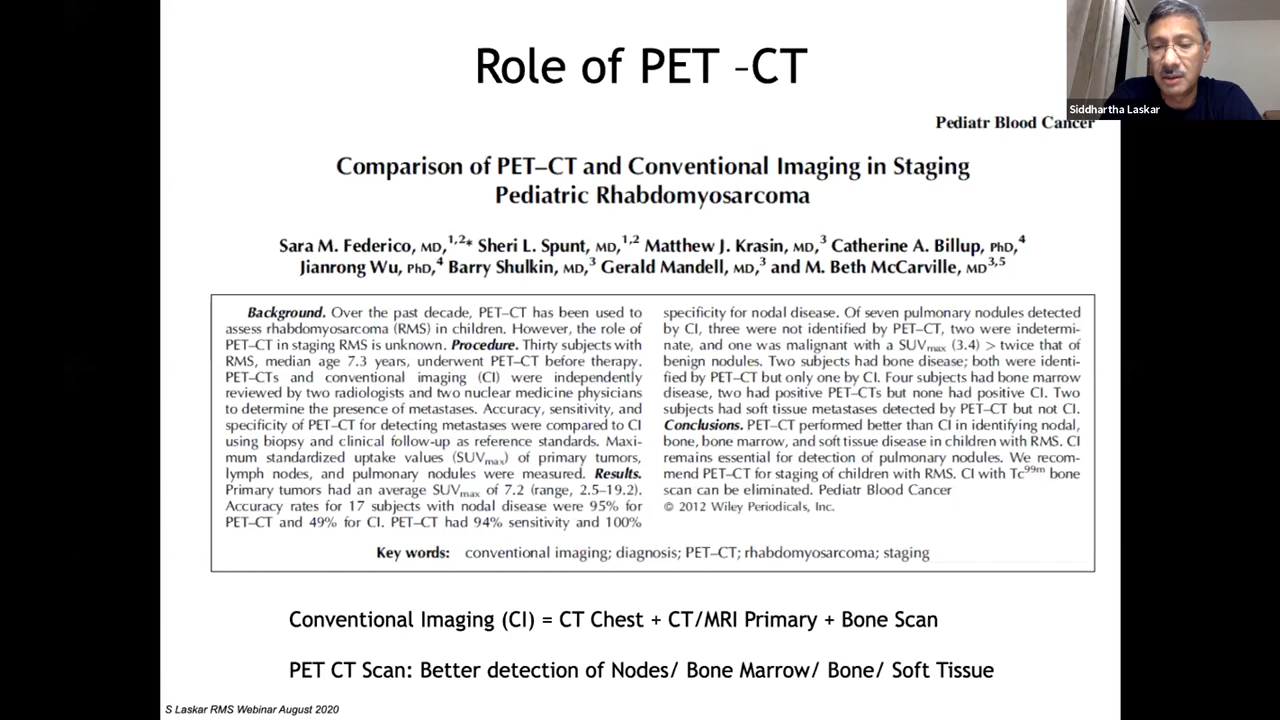 Role of PET –CT
Siddhartha Laskar
Pediatr Blood Cancer
Comparison of PET–CT and Conventional Imaging in Staging
Pediatric Rhabdomyosarcoma
Sara M. Federico, MD,1,2* Sheri L. Spunt, MD,1,2 Matthew J. Krasin, MD,3 Catherine A. Billup, PhD,4
Jianrong Wu, PhD,4 Barry Shulkin, MD,3 Gerald Mandell, MD,3 and M. Beth McCarville, MD3,5
Background. Over the past decade, PET–CT has been used to
assess rhabdomyosarcoma (RMS) in children. However, the role of
PET–CT in staging RMS is unknown. Procedure. Thirty subjects with
RMS, median age 7.3 years, underwent PET–CT before therapy.
PET–CTs and conventional imaging (CI) were independently
reviewed by two radiologists and two nuclear medicine physicians
to determine the presence of metastases. Accuracy, sensitivity, and
specificity of PET–CT for detecting metastases were compared to CI
using biopsy and clinical follow-up as reference standards. Maxi-
mum standardized uptake values (SUVmax) of primary tumors,
lymph nodes, and pulmonary nodules were measured. Results.
Primary tumors had an average SUVmax of 7.2 (range, 2.5–19.2).
Accuracy rates for 17 subjects with nodal disease were 95% for
PET–CT and 49% for CI. PET–CT had 94% sensitivity and 100%
specificity for nodal disease. Of seven pulmonary nodules detected
by CI, three were not identified by PET–CT, two were indetermi-
nate, and one was malignant with a SUVmax (3.4) > twice that of
benign nodules. Two subjects had bone disease; both were identi-
fied by PET–CT but only one by CI. Four subjects had bone marrow
disease, two had positive PET–CTs but none had positive CI. Two
subjects had soft tissue metastases detected by PET–CT but not CI.
Conclusions. PET–CT performed better than CI in identifying nodal,
bone, bone marrow, and soft tissue disease in children with RMS. CI
remains essential for detection of pulmonary nodules. We recom-
mend PET–CT for staging of children with RMS. CI with Tc99m bone
scan can be eliminated. Pediatr Blood Cancer
© 2012 Wiley Periodicals, Inc.
Key words: conventional imaging; diagnosis; PET–CT; rhabdomyosarcoma; staging
Conventional Imaging (CI) = CT Chest + CT/MRI Primary + Bone Scan
PET CT Scan: Better detection of Nodes/ Bone Marrow/ Bone/ Soft Tissue
S Laskar RMS Webinar August 2020